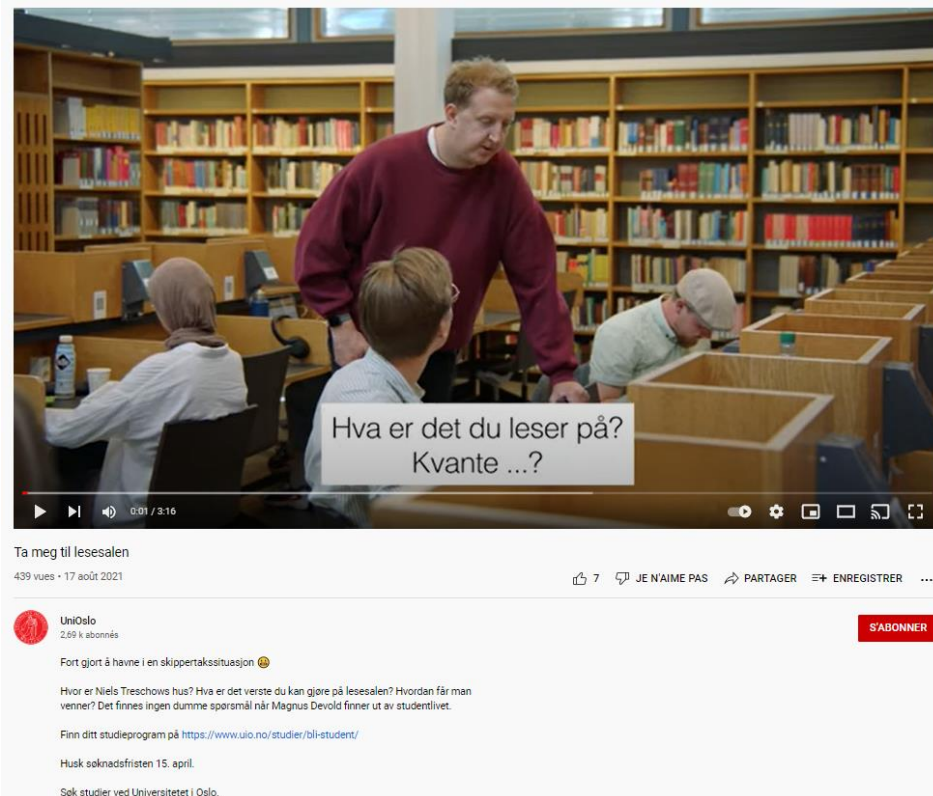 Hva er det du leser på?
Kvante ...?
0:01 / 3:16
Ta meg til lesesalen
439 vues • 17 août 2021
7 JE N'AIME PAS PARTAGER ENREGISTRER ...
UniOslo
2,69 k abonnés
S'ABONNER
Fort gjort å havne i en skippertakssituasjon 😀
Hvor er Niels Treschows hus? Hva er det verste du kan gjøre på lesesalen? Hvordan får man
venner? Det finnes ingen dumme spørsmål når Magnus Devold finner ut av studentlivet.
Finn ditt studieprogram på https://www.uio.no/studier/bli-student/
Husk søknadsfristen 15. april.
Søk studier ved Universitetet i Oslo.